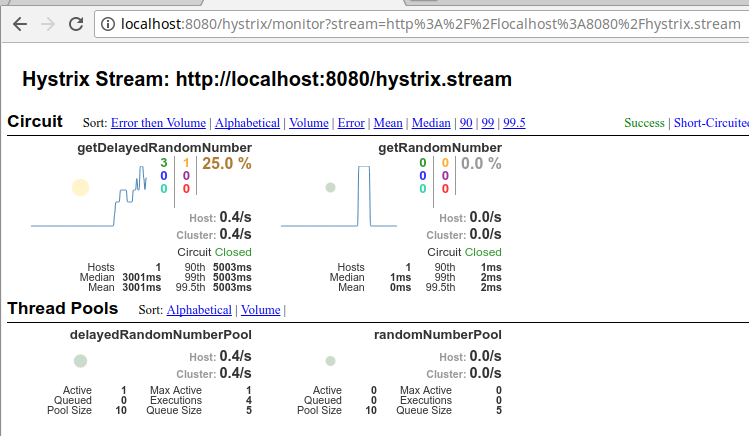 localhost:8080/hystrix/monitor?stream=http%3A%2F%2Flocalhost%3A8080%2Fhystrix.stream
Hystrix Stream: http://localhost:8080/hystrix.stream
Circuit Sort: Error then Volume | Alphabetical | Volume | Error | Mean | Median | 90 | 99 | 99.5 Success | Short-Circuited
getDelayedRandomNumber getRandomNumber
3 1 25.0 % 0 0 0.0 %
0 0 0 0
0 0 0 0
Host: 0.4/s Host: 0.0/s
Cluster: 0.4/s Cluster: 0.0/s
Circuit Closed Circuit Closed
Hosts 1 90th 5003ms Hosts 1 90th 1ms
Median 3001ms 99th 5003ms Median 1ms 99th 2ms
Mean 3001ms 99.5th 5003ms Mean 0ms 99.5th 2ms
Thread Pools Sort: Alphabetical | Volume |
delayedRandomNumberPool randomNumberPool
Host: 0.4/s Host: 0.0/s
Cluster: 0.4/s Cluster: 0.0/s
Active 1 Max Active 1 Active 0 Max Active 0
Queued 0 Executions 4 Queued 0 Executions 0
Pool Size 10 Queue Size 5 Pool Size 10 Queue Size 5